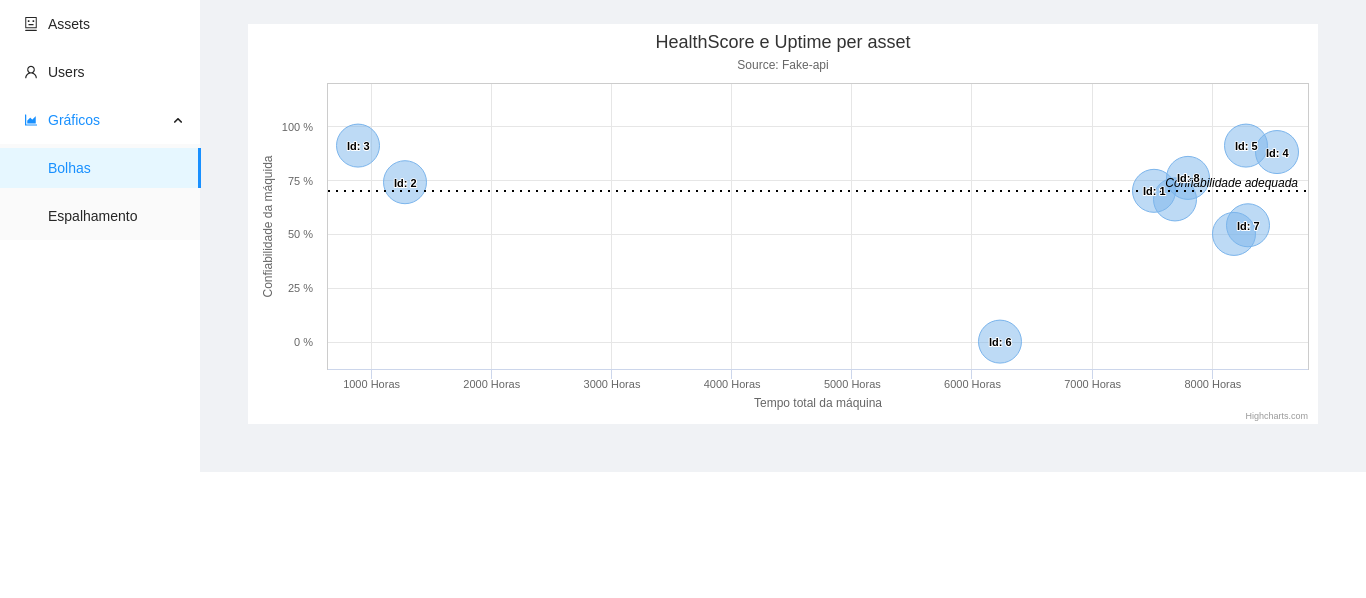 Assets
Users
Gráficos
Bolhas
Espalhamento
HealthScore e Uptime per asset
Source: Fake-api
Confiabilidade da máquida
100 %
75 %
50 %
25 %
0 %
Id: 3
Id: 2
Id: 5
Id: 4
Id: 8
Confiabilidade adequada
Id: 1
Id: 7
Id: 6
1000 Horas
2000 Horas
3000 Horas
4000 Horas
5000 Horas
6000 Horas
7000 Horas
8000 Horas
Tempo total da máquina
Highcharts.com